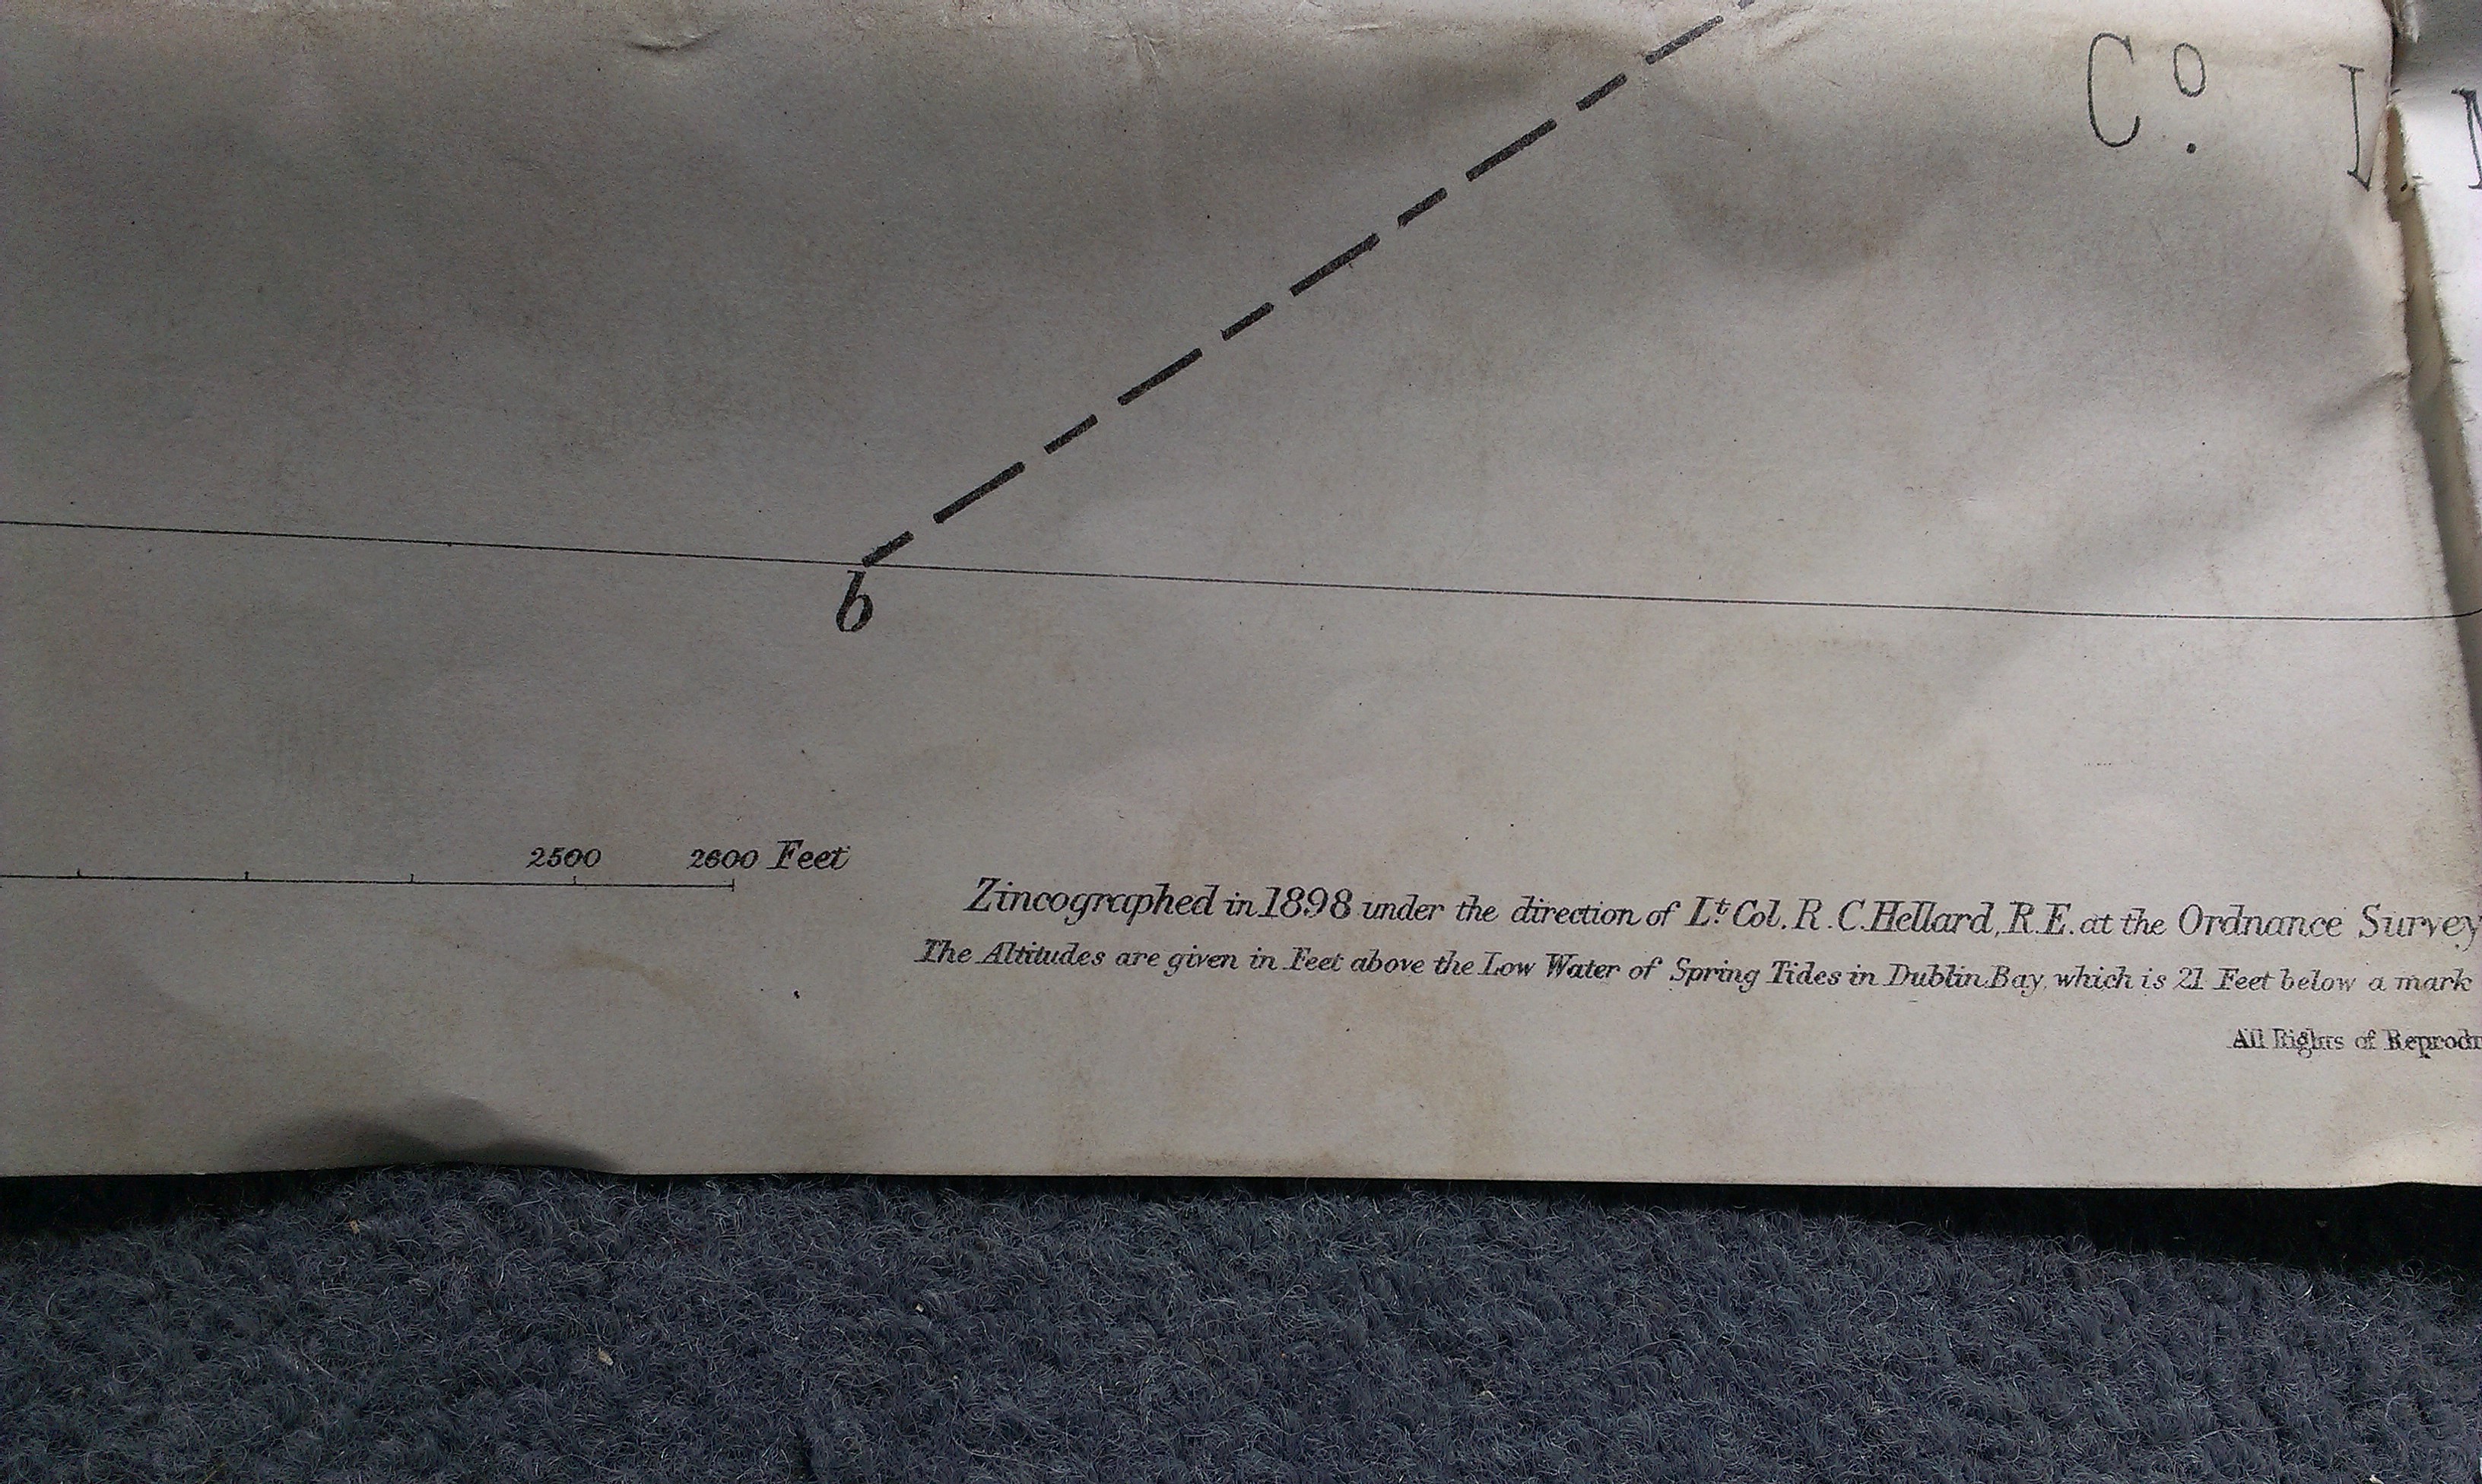 Cº.
b
2500 2600 Feet
Zincographed in 1898 under the direction of Lt. Col. R. C. Hellard, R.E. at the Ordnance Survey
The Altitudes are given in Feet above the Low Water of Spring Tides in Dublin Bay, which is 21 Feet below a mark
All Rights of